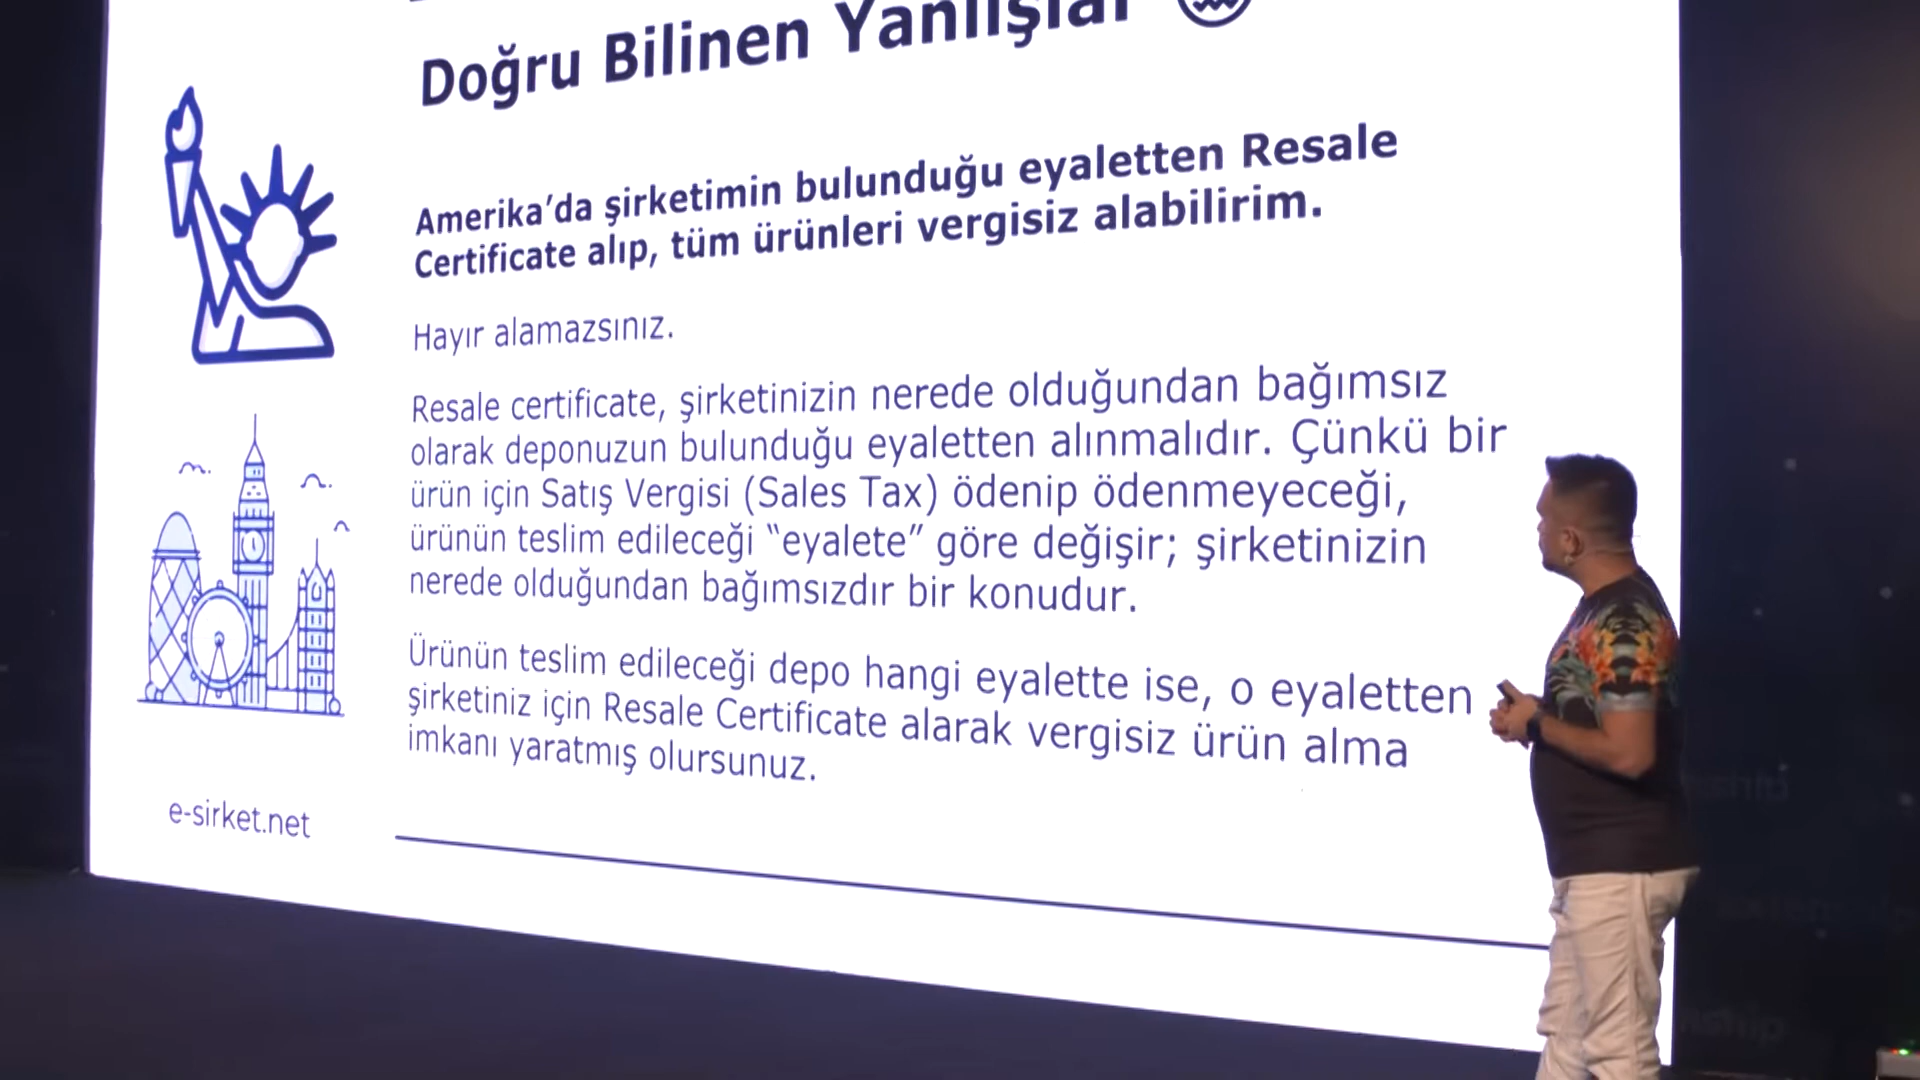 Doğru Bilinen Yanlışlar
Amerika’da şirketimin bulunduğu eyaletten Resale
Certificate alıp, tüm ürünleri vergisiz alabilirim.
Hayır alamazsınız.
Resale certificate, şirketinizin nerede olduğundan bağımsız
olarak deponuzun bulunduğu eyaletten alınmalıdır. Çünkü bir
ürün için Satış Vergisi (Sales Tax) ödenip ödenmeyeceği,
ürünün teslim edileceği “eyalete” göre değişir; şirketinizin
nerede olduğundan bağımsızdır bir konudur.
Ürünün teslim edileceği depo hangi eyalette ise, o eyaletten
şirketiniz için Resale Certificate alarak vergisiz ürün alma
imkanı yaratmış olursunuz.
e-sirket.net